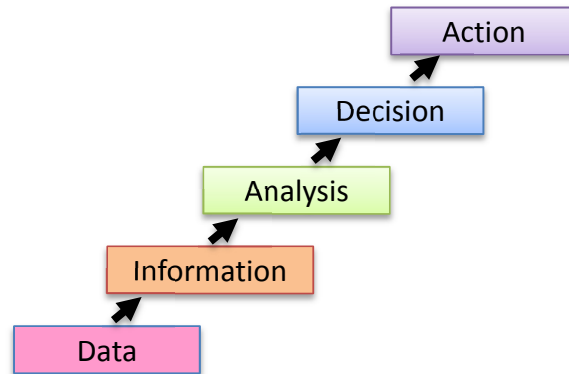 Action
Decision
Analysis
Information
Data